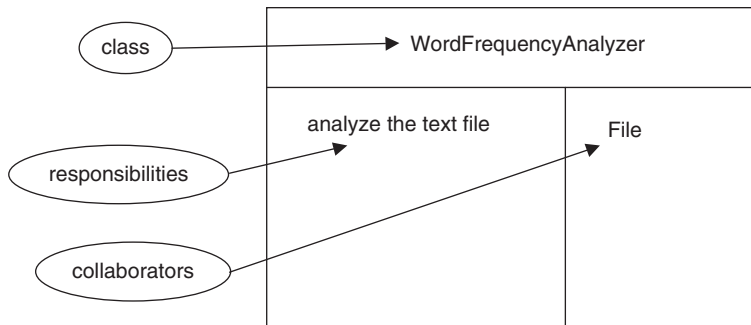 class
WordFrequencyAnalyzer
analyze the text file
File
responsibilities
collaborators